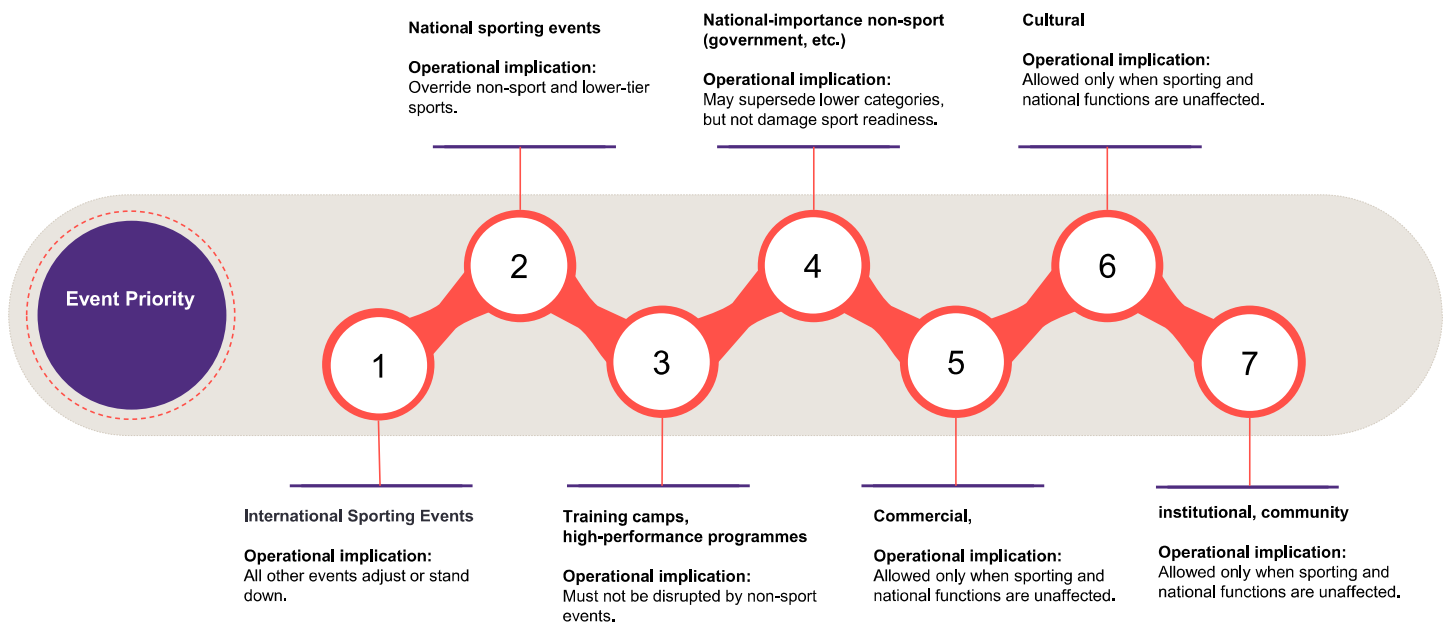 Event Priority
1
International Sporting Events
Operational implication:
All other events adjust or stand
down.
2
National sporting events
Operational implication:
Override non-sport and lower-tier
sports.
3
Training camps,
high-performance programmes
Operational implication:
Must not be disrupted by non-sport
events.
4
National-importance non-sport
(government, etc.)
Operational implication:
May supersede lower categories,
but not damage sport readiness.
5
Commercial,
Operational implication:
Allowed only when sporting and
national functions are unaffected.
6
Cultural
Operational implication:
Allowed only when sporting and
national functions are unaffected.
7
institutional, community
Operational implication:
Allowed only when sporting and
national functions are unaffected.